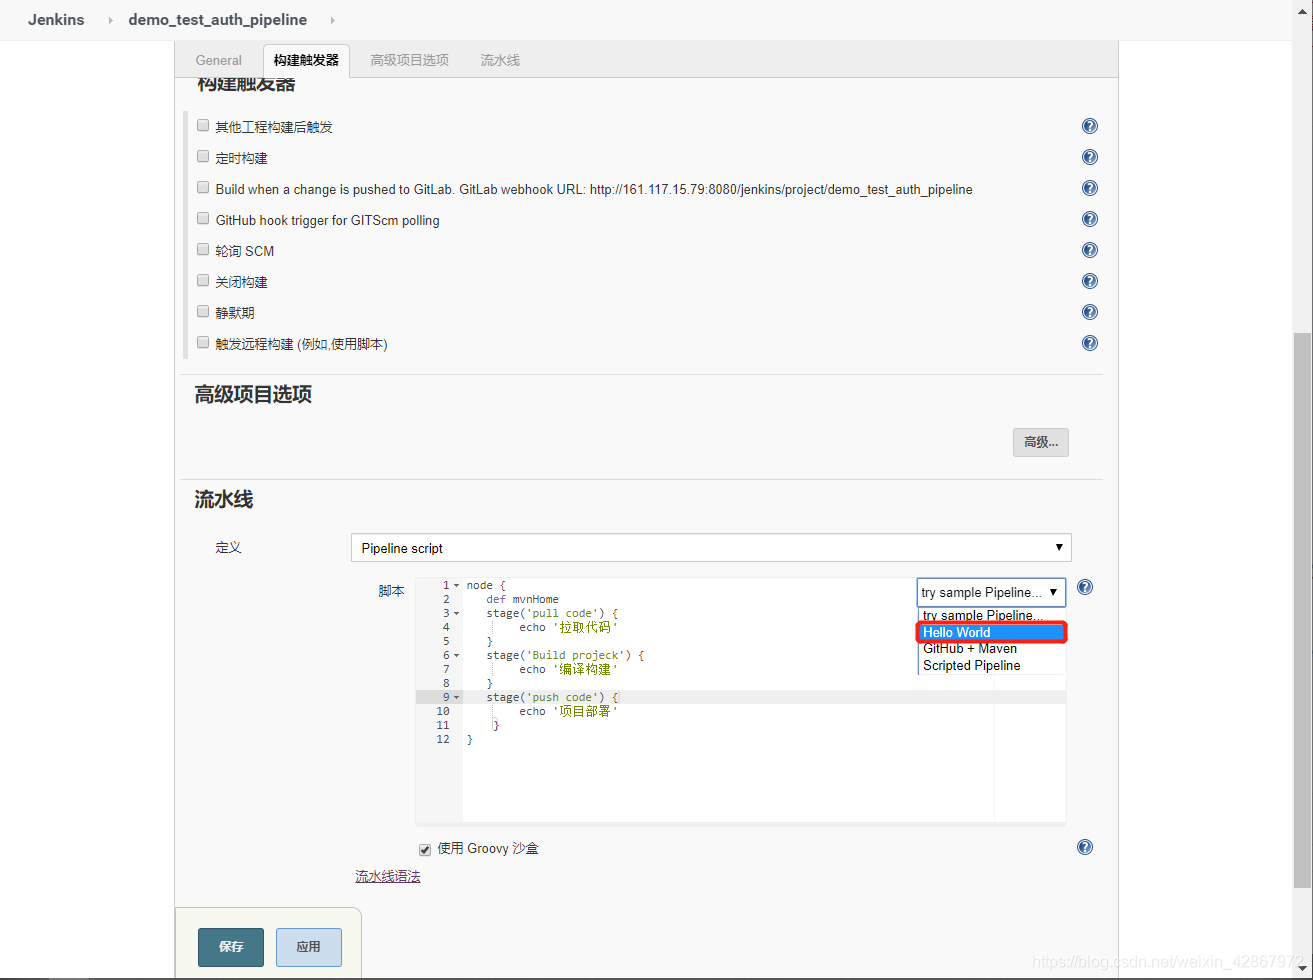 Jenkins demo_test_auth_pipeline
General 构建触发器 高级项目选项 流水线
构建触发器
其他工程构建后触发
定时构建
Build when a change is pushed to GitLab. GitLab webhook URL: http://161.117.15.79:8080/jenkins/project/demo_test_auth_pipeline
GitHub hook trigger for GITScm polling
轮询 SCM
关闭构建
静默期
触发远程构建 (例如,使用脚本)
高级项目选项
高级...
流水线
定义 Pipeline script
脚本
1 node {
2 def mvnHome
3 stage('pull code') {
4 echo '拉取代码'
5 }
6 stage('Build projeck') {
7 echo '编译构建'
8 }
9 stage('push code') {
10 echo '项目部署'
11 }
12 }
try sample Pipeline...
try sample Pipeline...
Hello World
GitHub + Maven
Scripted Pipeline
使用 Groovy 沙盒
流水线语法
保存 应用
https://blog.csdn.net/weixin_42867972